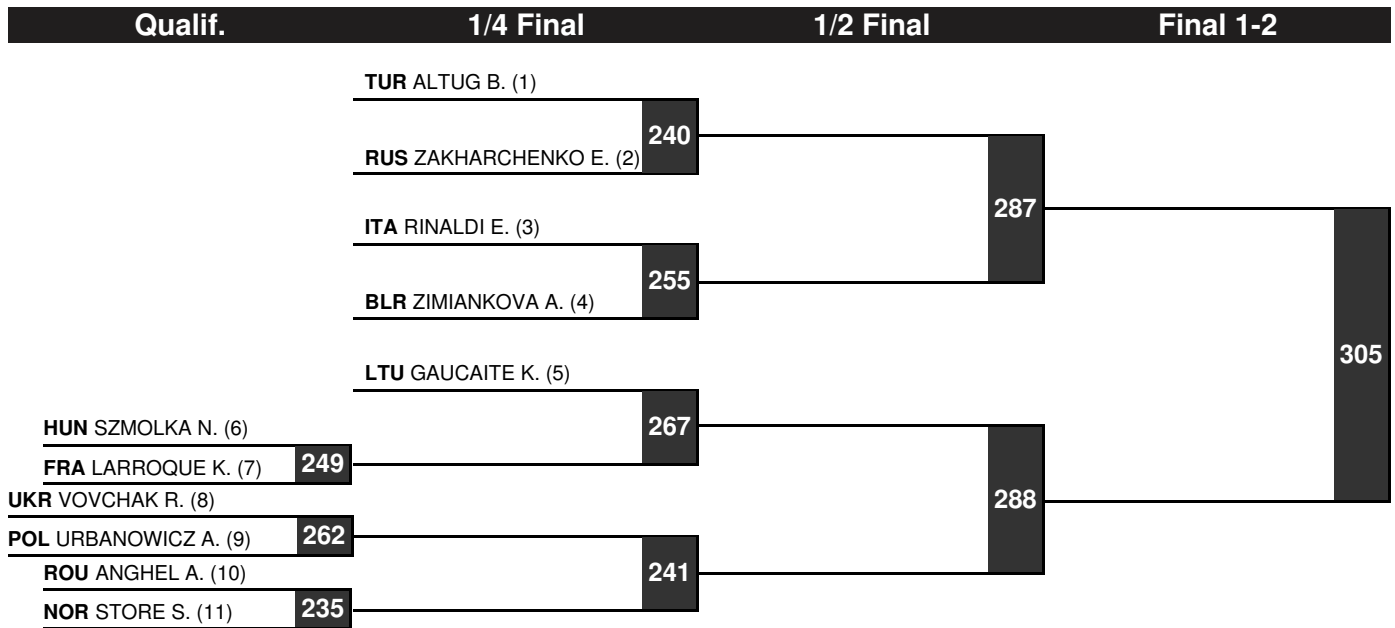 Qualif. 1/4 Final 1/2 Final Final 1-2
TUR ALTUG B. (1)
240
RUS ZAKHARCHENKO E. (2)
287
ITA RINALDI E. (3)
255
BLR ZIMIANKOVA A. (4)
305
LTU GAUCAITE K. (5)
HUN SZMOLKA N. (6)
267
FRA LARROQUE K. (7) 249
UKR VOVCHAK R. (8)
288
POL URBANOWICZ A. (9) 262
ROU ANGHEL A. (10)
241
NOR STORE S. (11) 235